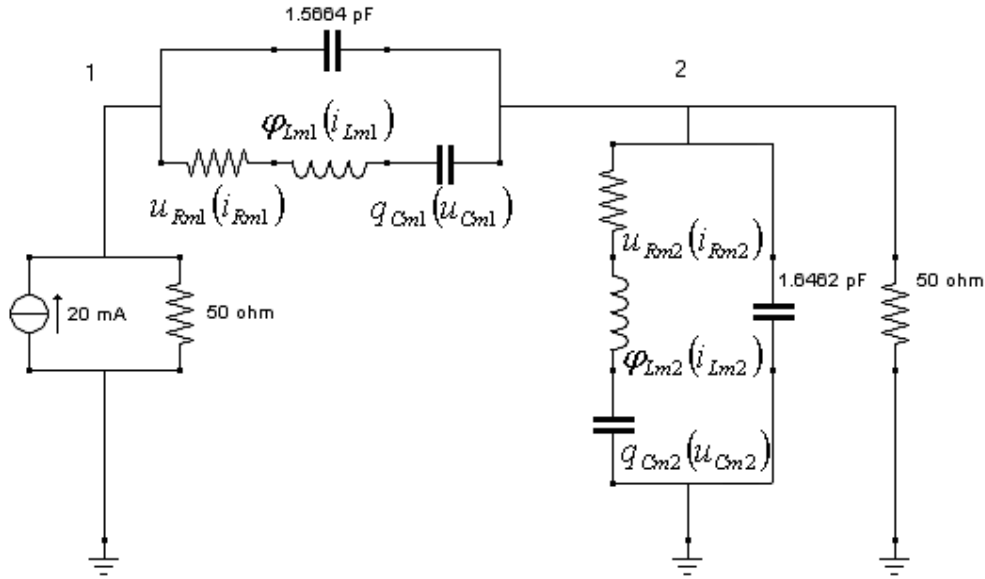 1.5664 pF
1
2
φLm1(iLm1)
uRm1(iRm1)
qCm1(uCm1)
uRm2(iRm2)
20 mA
50 ohm
1.6462 pF
50 ohm
φLm2(iLm2)
qCm2(uCm2)